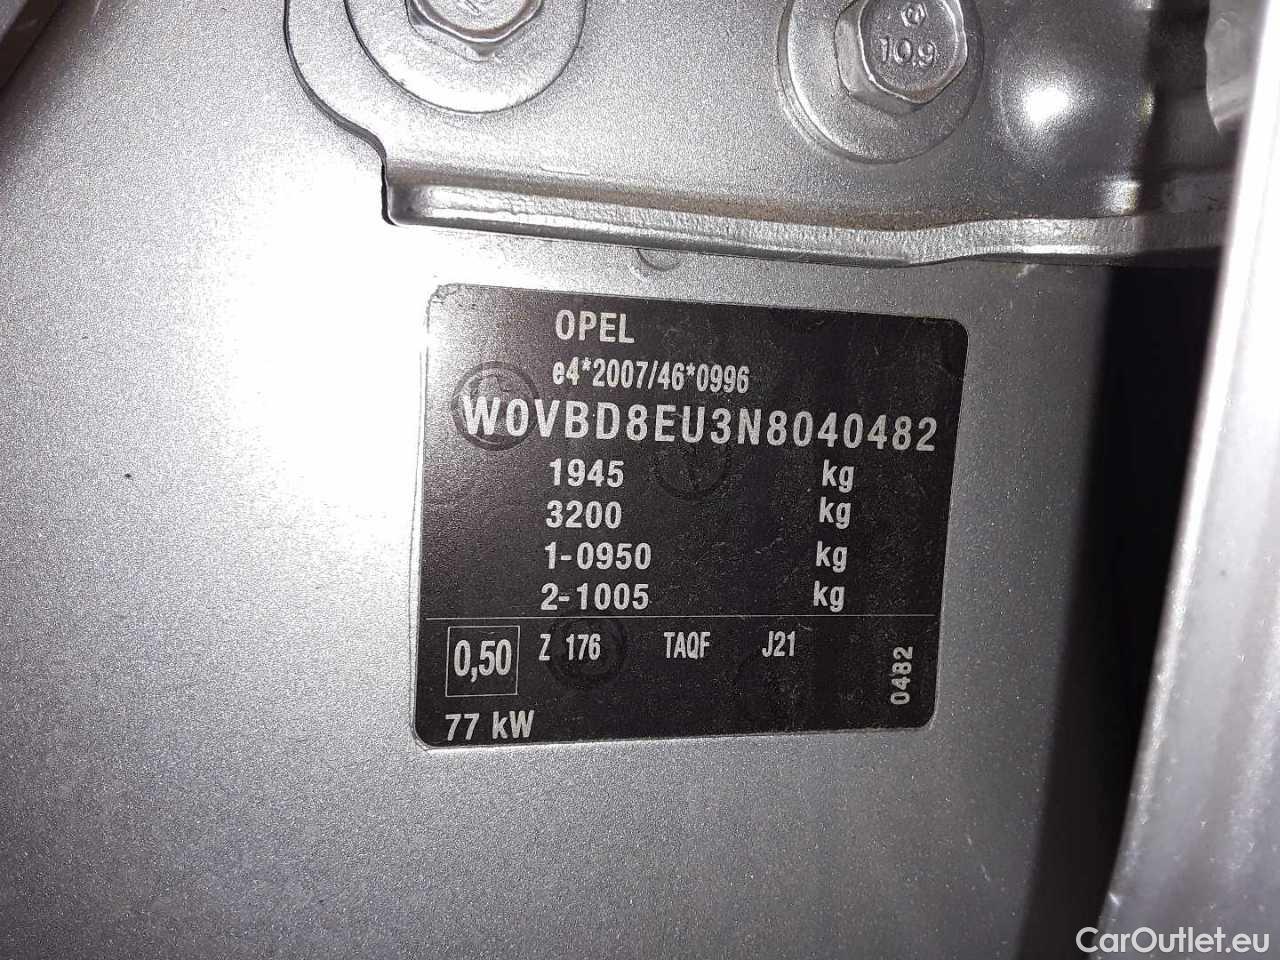 10.9
OPEL
e4*2007/46*0996
W0VBD8EU3N8040482
1945 kg
3200 kg
1-0950 kg
2-1005 kg
0,50 Z 176 TAQF J21
0482
77 kW
CarOutlet.eu